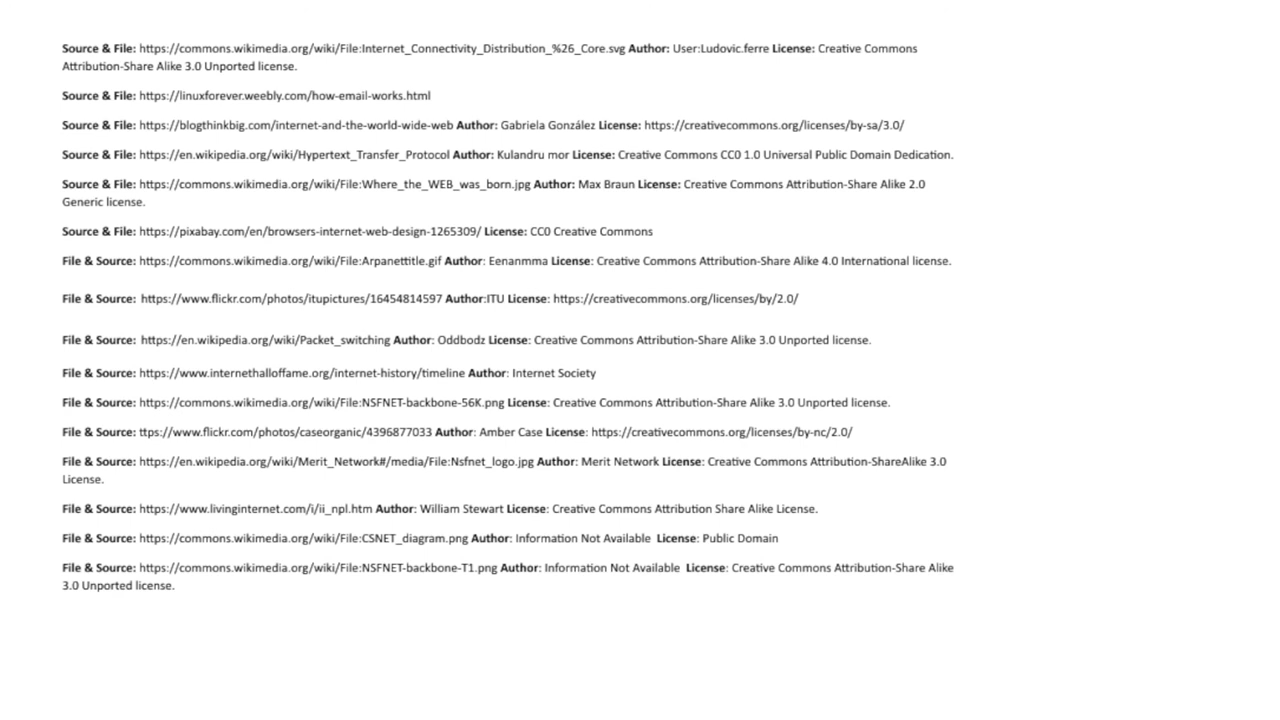 Source & File: https://commons.wikimedia.org/wiki/File:Internet_Connectivity_Distribution_%26_Core.svg Author: User:Ludovic.ferre License: Creative Commons
Attribution-Share Alike 3.0 Unported license.
Source & File: https://linuxforever.weebly.com/how-email-works.html
Source & File: https://blogthinkbig.com/internet-and-the-world-wide-web Author: Gabriela González License: https://creativecommons.org/licenses/by-sa/3.0/
Source & File: https://en.wikipedia.org/wiki/Hypertext_Transfer_Protocol Author: Kulandru mor License: Creative Commons CC0 1.0 Universal Public Domain Dedication.
Source & File: https://commons.wikimedia.org/wiki/File:Where_the_WEB_was_born.jpg Author: Max Braun License: Creative Commons Attribution-Share Alike 2.0
Generic license.
Source & File: https://pixabay.com/en/browsers-internet-web-design-1265309/ License: CC0 Creative Commons
File & Source: https://commons.wikimedia.org/wiki/File:Arpanettitle.gif Author: Eenanmma License: Creative Commons Attribution-Share Alike 4.0 International license.
File & Source: https://www.flickr.com/photos/itupictures/16454814597 Author:ITU License: https://creativecommons.org/licenses/by/2.0/
File & Source: https://en.wikipedia.org/wiki/Packet_switching Author: Oddbodz License: Creative Commons Attribution-Share Alike 3.0 Unported license.
File & Source: https://www.internethalloffame.org/internet-history/timeline Author: Internet Society
File & Source: https://commons.wikimedia.org/wiki/File:NSFNET-backbone-56K.png License: Creative Commons Attribution-Share Alike 3.0 Unported license.
File & Source: ttps://www.flickr.com/photos/caseorganic/4396877033 Author: Amber Case License: https://creativecommons.org/licenses/by-nc/2.0/
File & Source: https://en.wikipedia.org/wiki/Merit_Network#/media/File:Nsfnet_logo.jpg Author: Merit Network License: Creative Commons Attribution-ShareAlike 3.0
License.
File & Source: https://www.livinginternet.com/i/ii_npl.htm Author: William Stewart License: Creative Commons Attribution Share Alike License.
File & Source: https://commons.wikimedia.org/wiki/File:CSNET_diagram.png Author: Information Not Available License: Public Domain
File & Source: https://commons.wikimedia.org/wiki/File:NSFNET-backbone-T1.png Author: Information Not Available License: Creative Commons Attribution-Share Alike
3.0 Unported license.